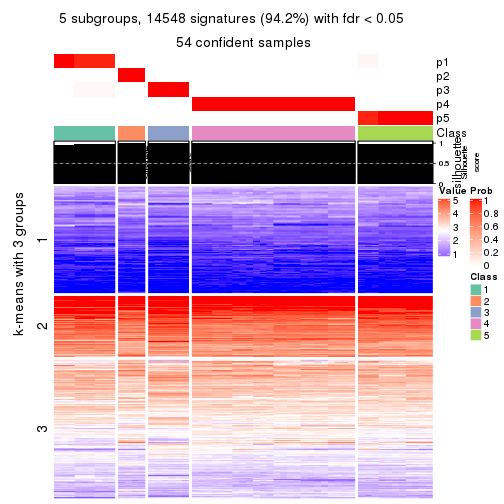 5 subgroups, 14548 signatures (94.2%) with fdr < 0.05
54 confident samples
p1
p2
p3
p4
p5
Class
1
0.5
0
silhouette
Silhouette
score
k-means with 3 groups
1
2
3
Value
5
4
3
2
1
Prob
1
0.8
0.6
0.4
0.2
0
Class
1
2
3
4
5